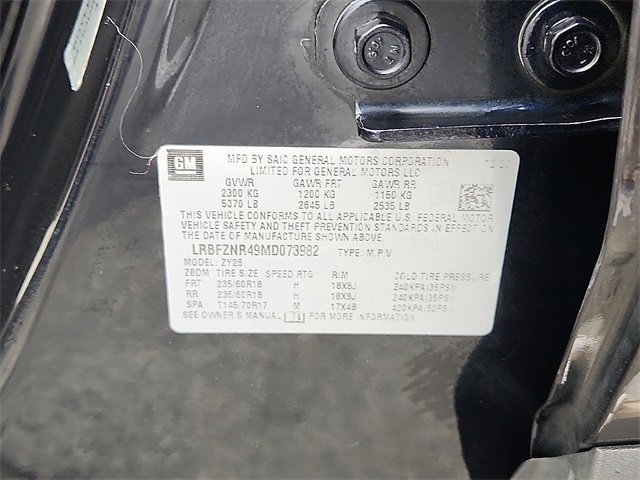 GM MFD BY SAIC GENERAL MOTORS CORPORATION 12/20
LIMITED FOR GENERAL MOTORS LLC
GVWR GAWR FRT GAWR RR
2300 KG 1200 KG 1150 KG
5070 LB 2645 LB 2535 LB
THIS VEHICLE CONFORMS TO ALL APPLICABLE U.S. FEDERAL MOTOR
VEHICLE SAFETY AND THEFT PREVENTION STANDARDS IN EFFECT ON
THE DATE OF MANUFACTURE SHOWN ABOVE.
LRBFZNR49MD073982 TYPE: M.P.V.
MODEL: ZY26
ZBDM TIRE SIZE SPEED RTG RIM COLD TIRE PRESSURE
FRT 235/60R18 H 18X8J 240KPA(35PSI)
RR 235/60R18 H 18X8J 240KPA(35PSI)
SPA T145/70R17 M 17X4B 420KPA(62PSI)
SEE OWNER'S MANUAL FOR MORE INFORMATION.